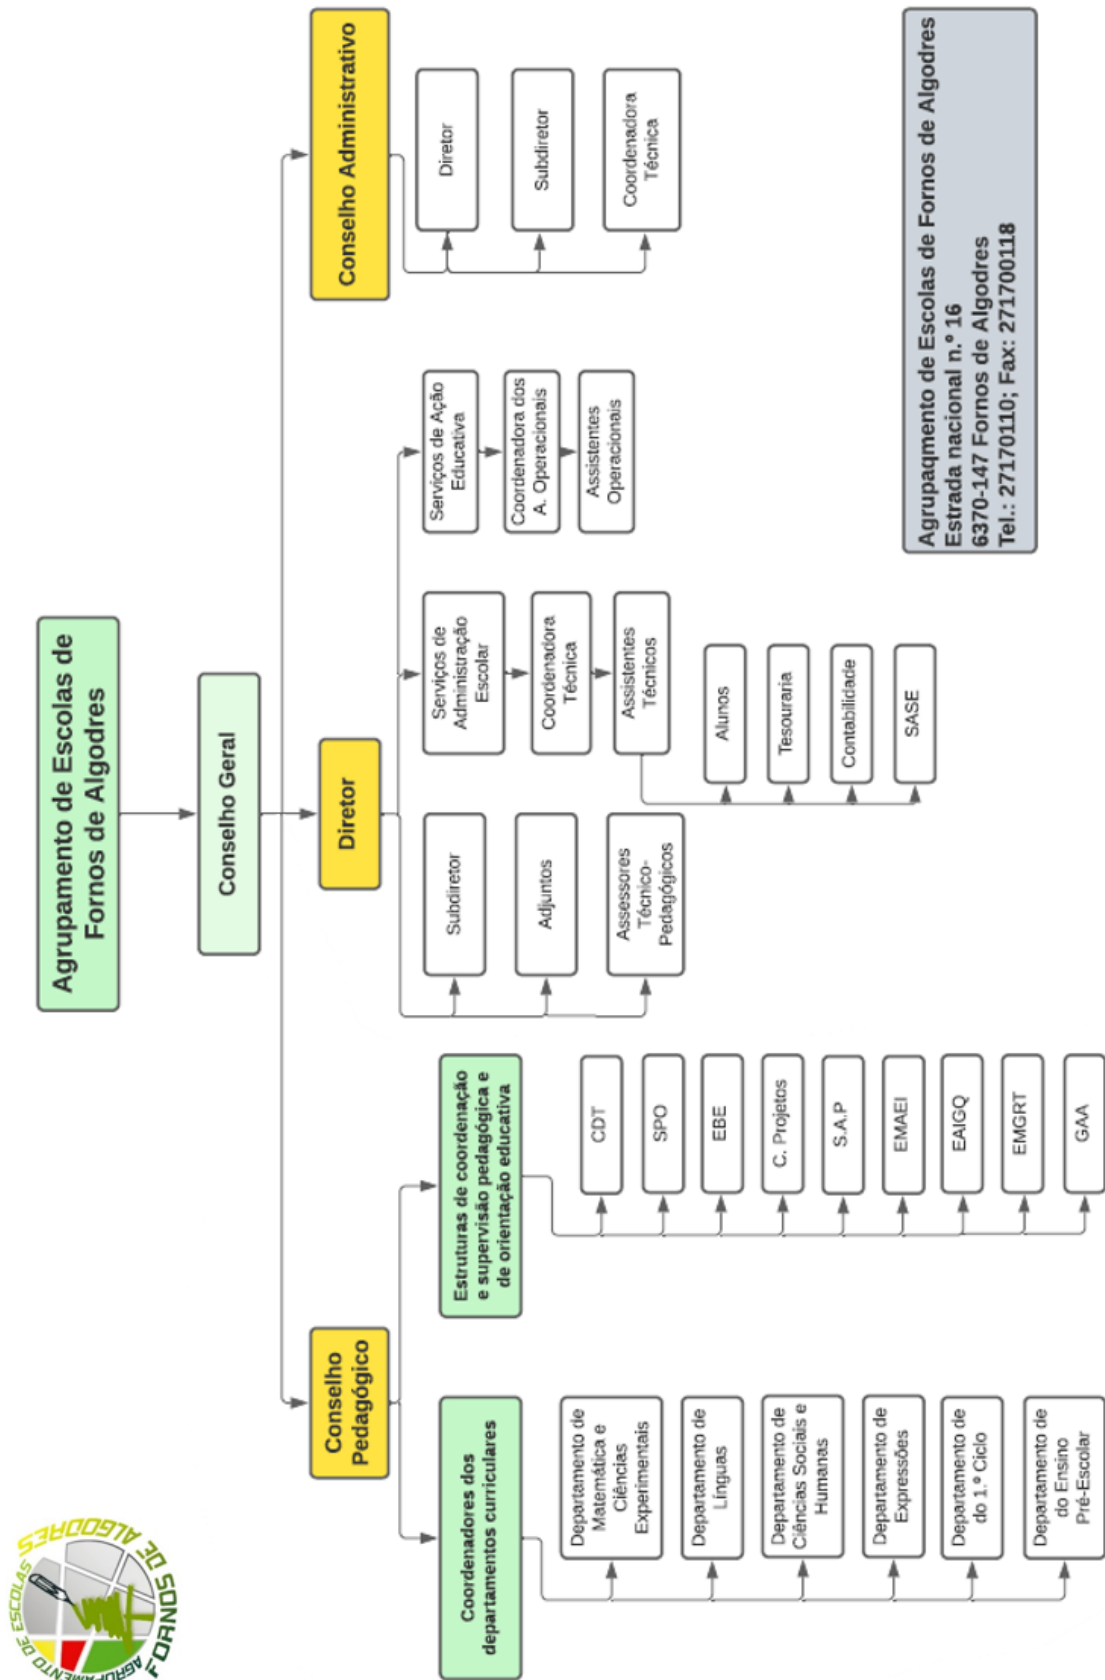 AGRUPAMENTO DE ESCOLAS
FORNOS DE ALGODRES
Agrupamento de Escolas de
Fornos de Algodres
Conselho Geral
Conselho
Pedagógico
Diretor
Conselho Administrativo
Coordenadores dos
departamentos curriculares
Departamento de
Matemática e
Ciências
Experimentais
Departamento de
Línguas
Departamento de
Ciências Sociais e
Humanas
Departamento de
Expressões
Departamento de
do 1.º Ciclo
Departamento de
do Ensino
Pré-Escolar
Estruturas de coordenação
e supervisão pedagógica e
de orientação educativa
CDT
SPO
EBE
C. Projetos
S.A.P
EMAEI
EAIGQ
EMGRT
GAA
Subdiretor
Adjuntos
Assessores
Técnico-
Pedagógicos
Serviços de
Administração
Escolar
Coordenadora
Técnica
Assistentes
Técnicos
Alunos
Tesouraria
Contabilidade
SASE
Serviços de Ação
Educativa
Coordenadora dos
A. Operacionais
Assistentes
Operacionais
Diretor
Subdiretor
Coordenadora
Técnica
Agrupaqmento de Escolas de Fornos de Algodres
Estrada nacional n.º 16
6370-147 Fornos de Algodres
Tel.: 27170110; Fax: 271700118